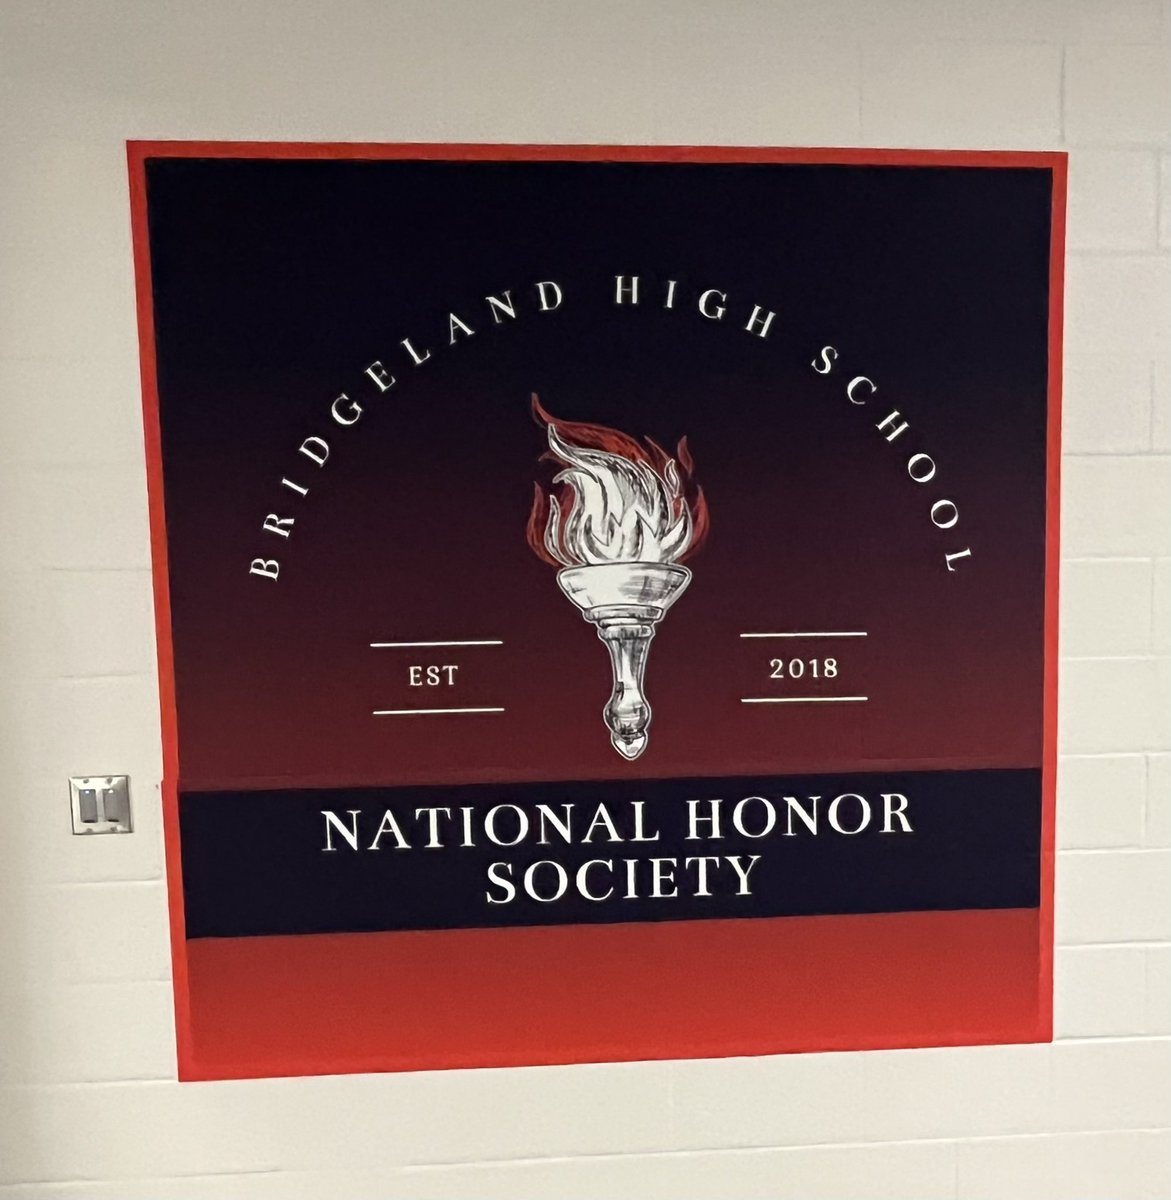 BRIDGELAND HIGH SCHOOL
EST
2018
NATIONAL HONOR
SOCIETY